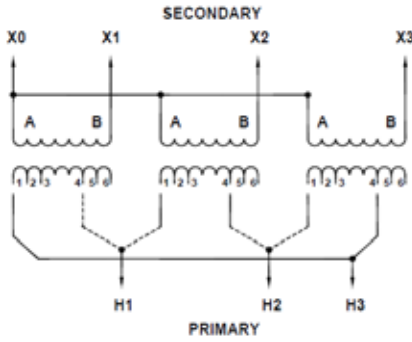 SECONDARY
X0 X1 X2 X3
A B A B A B
1 2 3 4 5 6 1 2 3 4 5 6 1 2 3 4 5 6
H1 H2 H3
PRIMARY